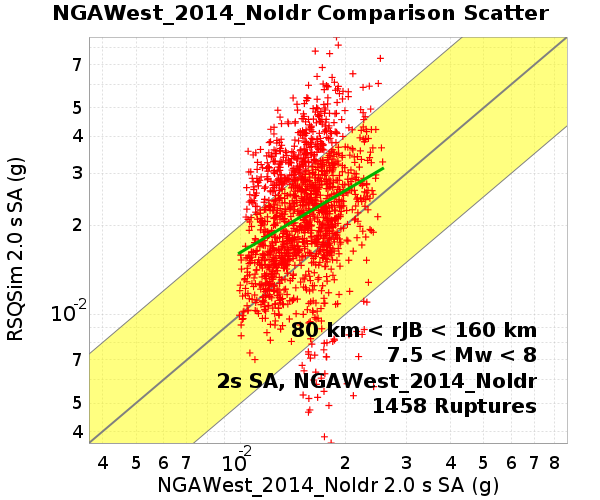 NGAWest_2014_NoIdr Comparison Scatter
RSQSim 2.0 s SA (g)
7
5
4
3
2
10-2
7
5
4
80 km < rJB < 160 km
7.5 < Mw < 8
2s SA, NGAWest_2014_NoIdr
1458 Ruptures
4 5 6 7 10-2 2 3 4 5 6 7 8
NGAWest_2014_NoIdr 2.0 s SA (g)